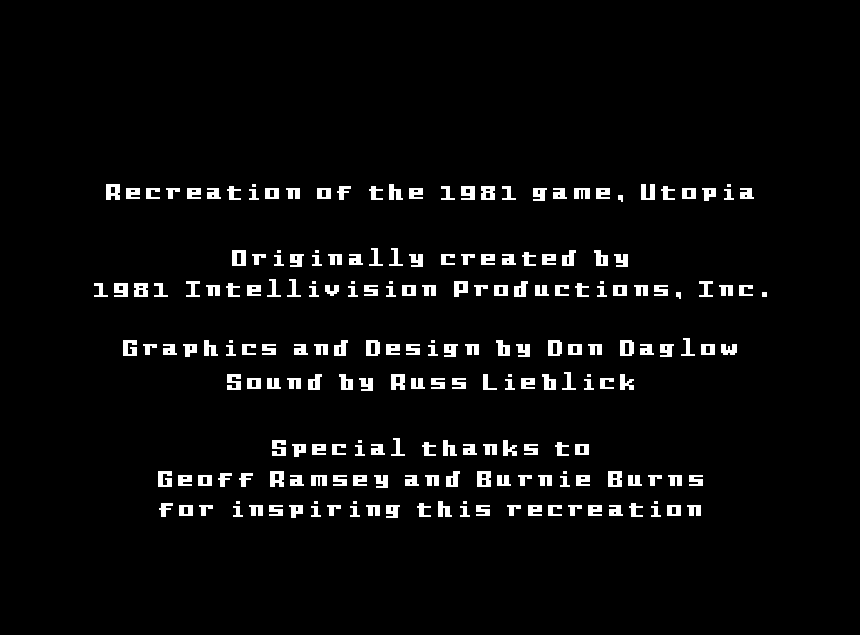 Recreation of the 1981 game, Utopia
Originally created by
1981 Intellivision Productions, Inc.
Graphics and Design by Don Daglow
Sound by Russ Lieblick
Special thanks to
Geoff Ramsey and Burnie Burns
for inspiring this recreation